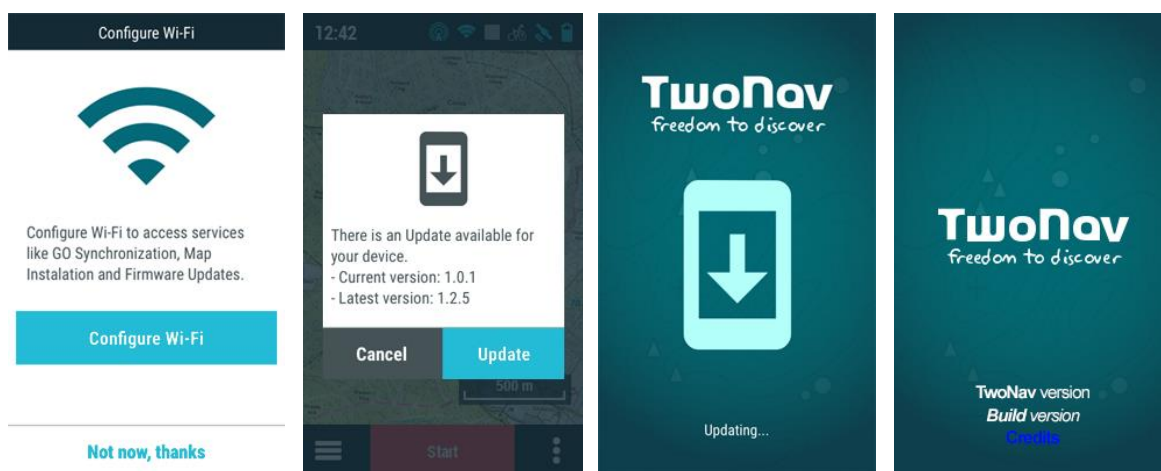 Configure Wi-Fi
Configure Wi-Fi to access services
like GO Synchronization, Map
Instalation and Firmware Updates.
Configure Wi-Fi
Not now, thanks
12:42
There is an Update available for
your device.
- Current version: 1.0.1
- Latest version: 1.2.5
Cancel
Update
500 m
Start
TwoNav
freedom to discover
Updating...
TwoNav
freedom to discover
TwoNav version
Build version
Credits